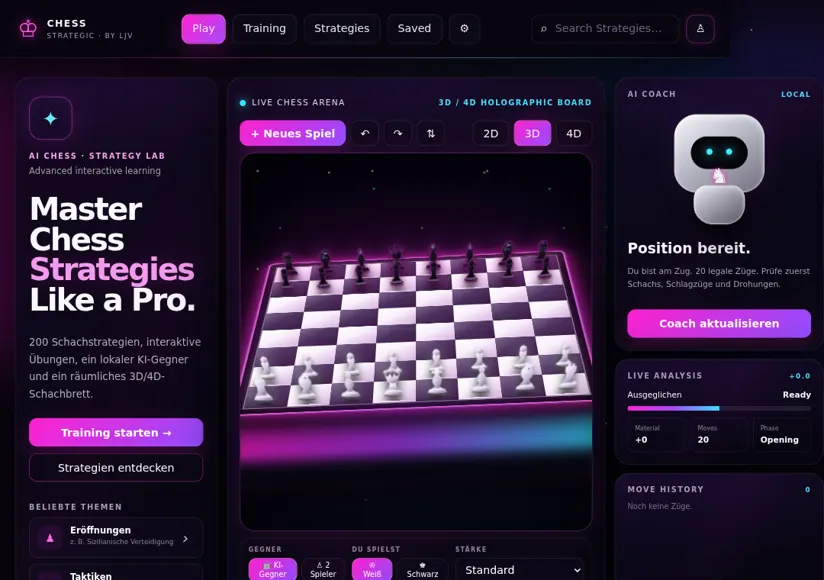 CHESS
STRATEGIC · BY LJV
Play
Training
Strategies
Saved
Search Strategies...
AI CHESS · STRATEGY LAB
Advanced interactive learning
Master
Chess
Strategies
Like a Pro.
200 Schachstrategien, interaktive
Übungen, ein lokaler KI-Gegner
und ein räumliches 3D/4D-
Schachbrett.
Training starten →
Strategien entdecken
BELIEBTE THEMEN
Eröffnungen
z. B. Sizilianische Verteidigung
Taktiken
LIVE CHESS ARENA
3D / 4D HOLOGRAPHIC BOARD
+ Neues Spiel
2D
3D
4D
GEGNER
KI-
Gegner
2
Spieler
DU SPIELST
Weiß
Schwarz
STÄRKE
Standard
AI COACH
LOCAL
Position bereit.
Du bist am Zug. 20 legale Züge. Prüfe zuerst
Schachs, Schlagzüge und Drohungen.
Coach aktualisieren
LIVE ANALYSIS
+0.0
Ausgeglichen
Ready
Material
+0
Moves
20
Phase
Opening
MOVE HISTORY
0
Noch keine Züge.